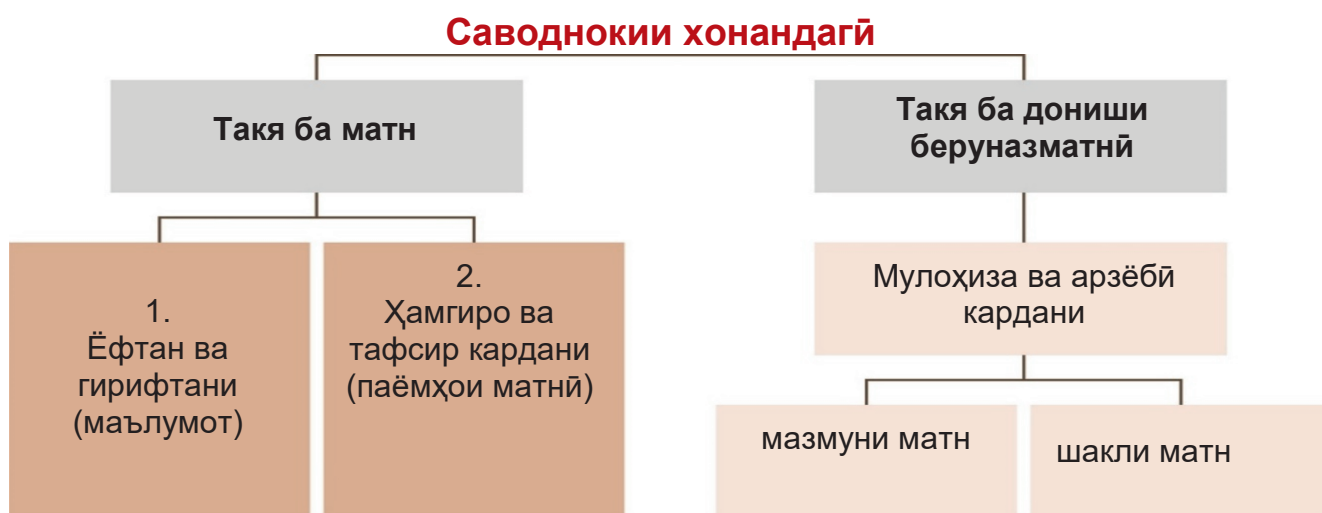 Саводнокии хонандагӣ
Такя ба матн
Такя ба дониши
беруназматнӣ
1.
Ёфтан ва
гирифтани
(маълумот)
2.
Ҳамгиро ва
тафсир кардани
(паёмҳои матнӣ)
Мулоҳиза ва арзёбӣ
кардани
мазмуни матн
шакли матн